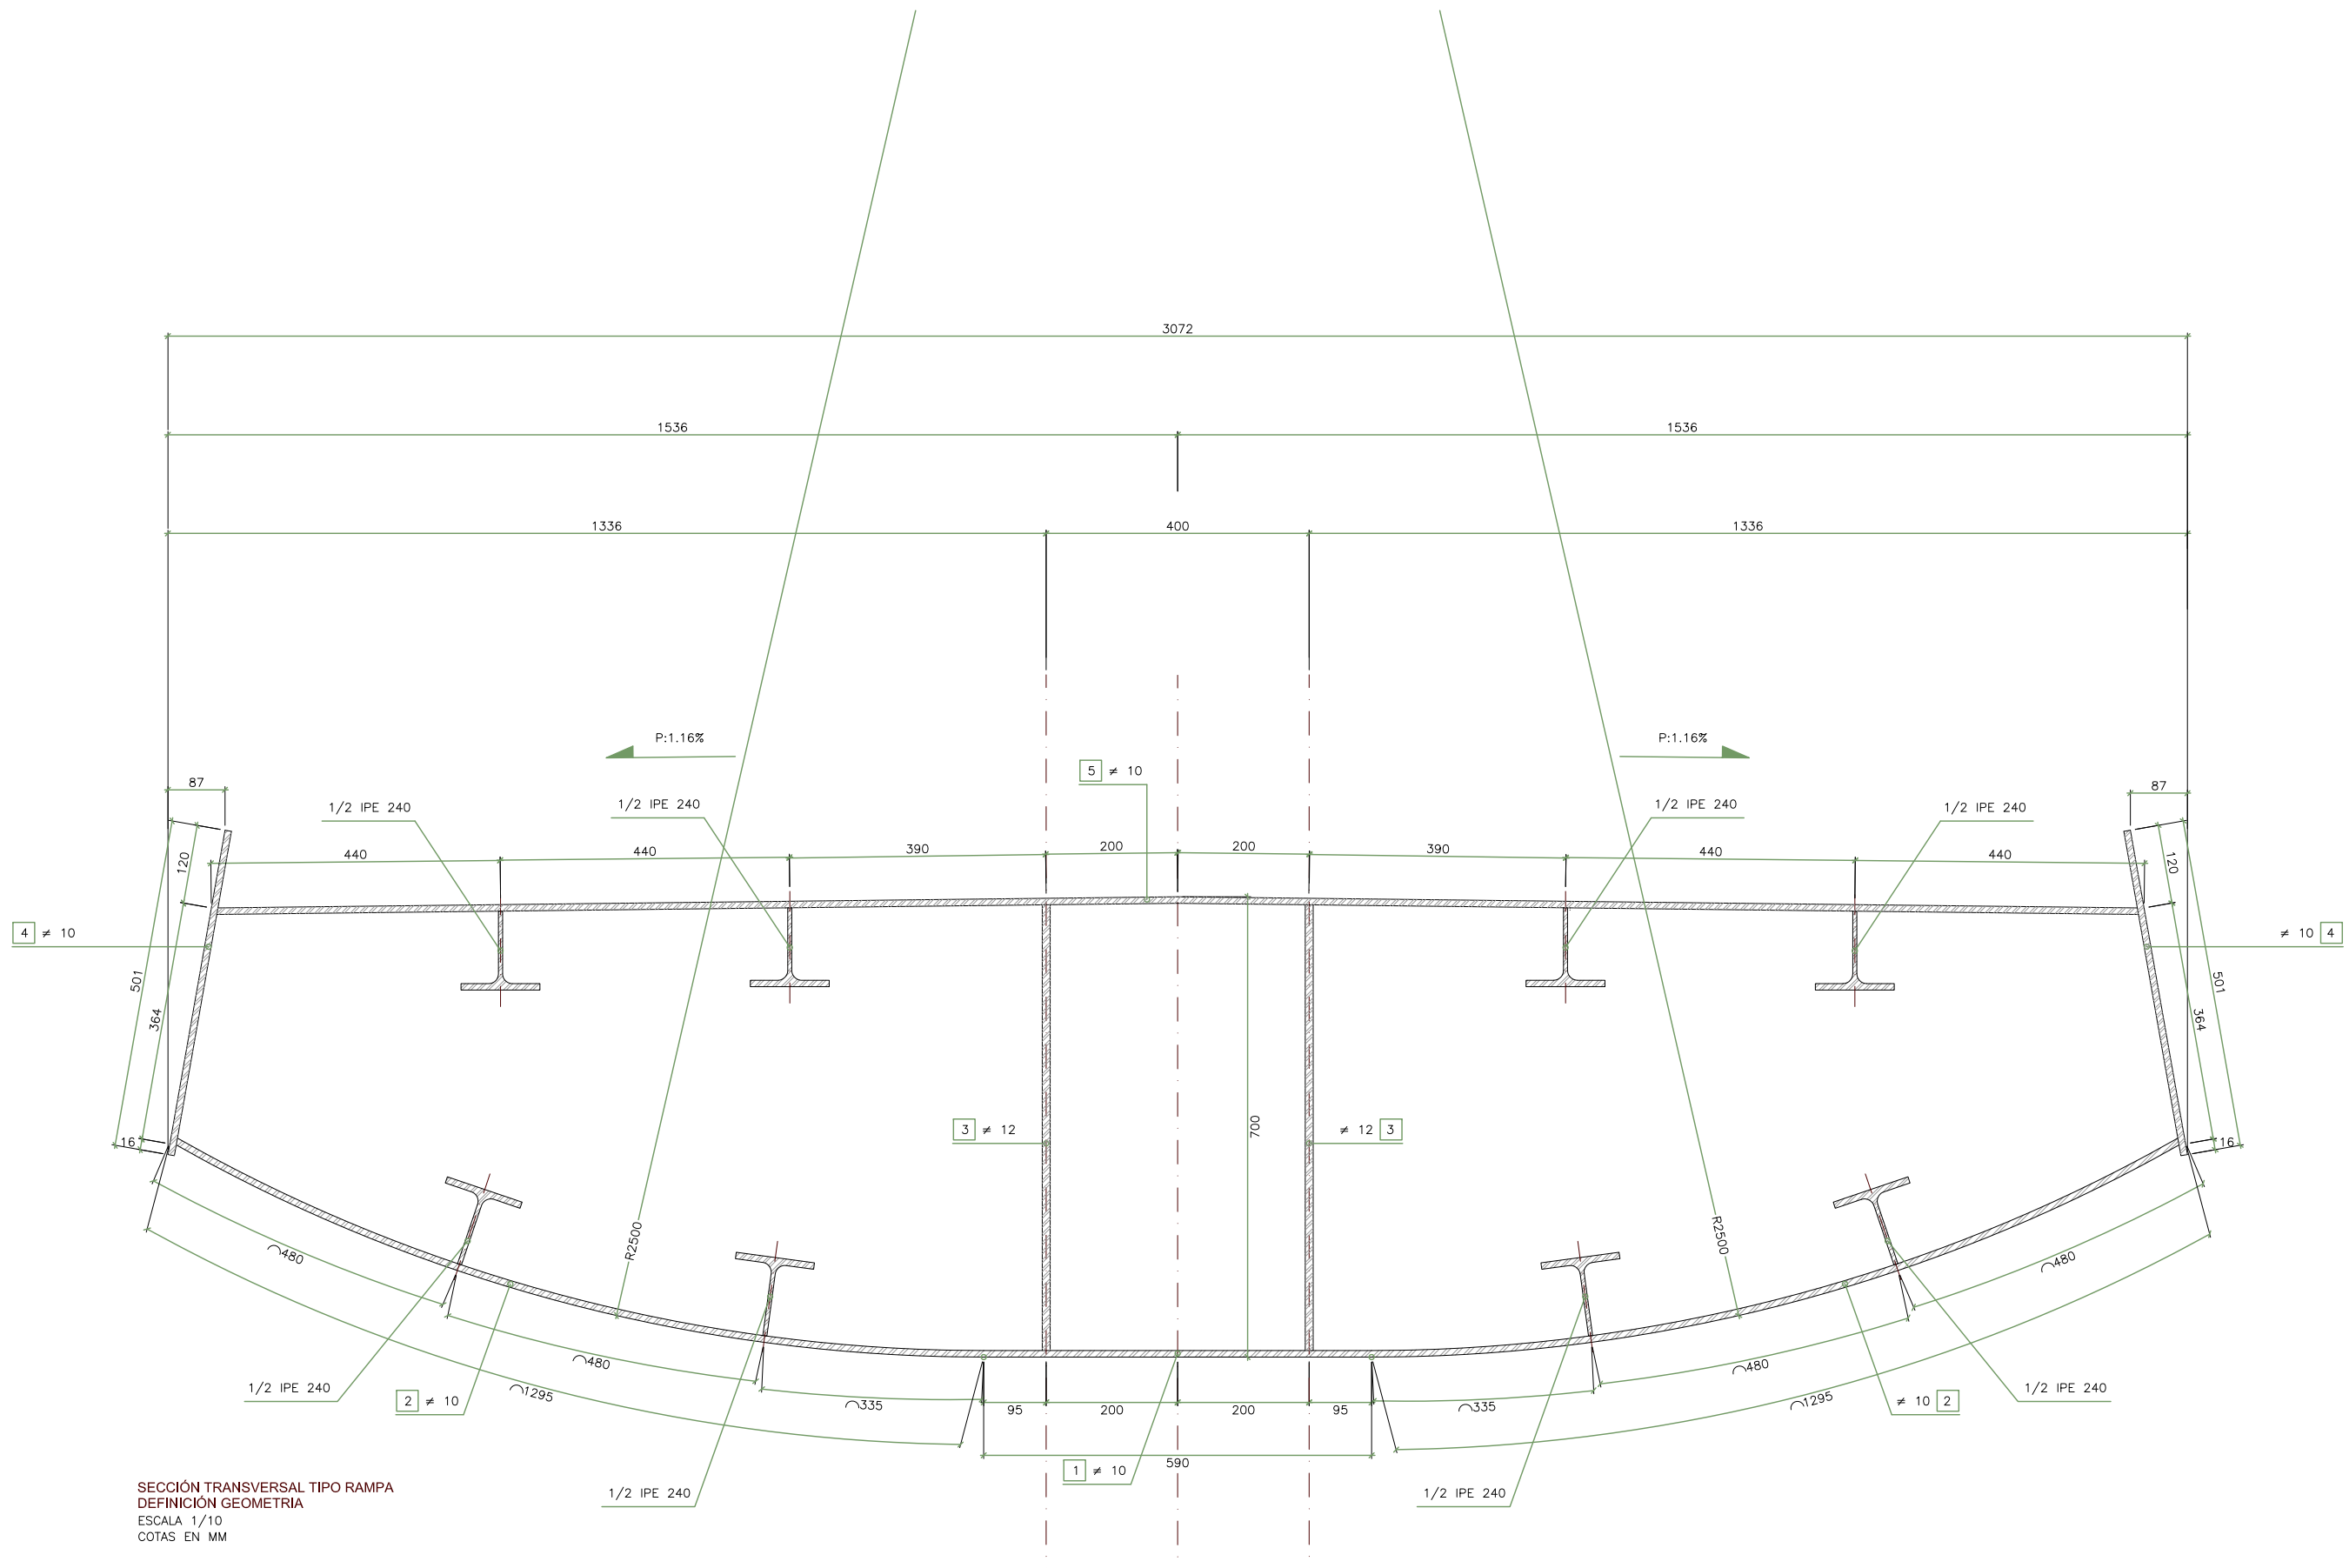 3072
1536 1536
1336 400 1336
P:1.16% P:1.16%
5 ≠ 10
87 87
1/2 IPE 240 1/2 IPE 240 1/2 IPE 240 1/2 IPE 240
440 440 390 200 200 390 440 440
120 120
4 ≠ 10 ≠ 10 4
501 501
364 364
700
3 ≠ 12 ≠ 12 3
16 16
R2500 R2500
⌒480 ⌒480
⌒480 ⌒480
1/2 IPE 240 1/2 IPE 240
2 ≠ 10 ≠ 10 2
⌒1295 ⌒1295
⌒335 ⌒335
95 200 200 95
590
1 ≠ 10
1/2 IPE 240 1/2 IPE 240
SECCIÓN TRANSVERSAL TIPO RAMPA
DEFINICIÓN GEOMETRIA
ESCALA 1/10
COTAS EN MM